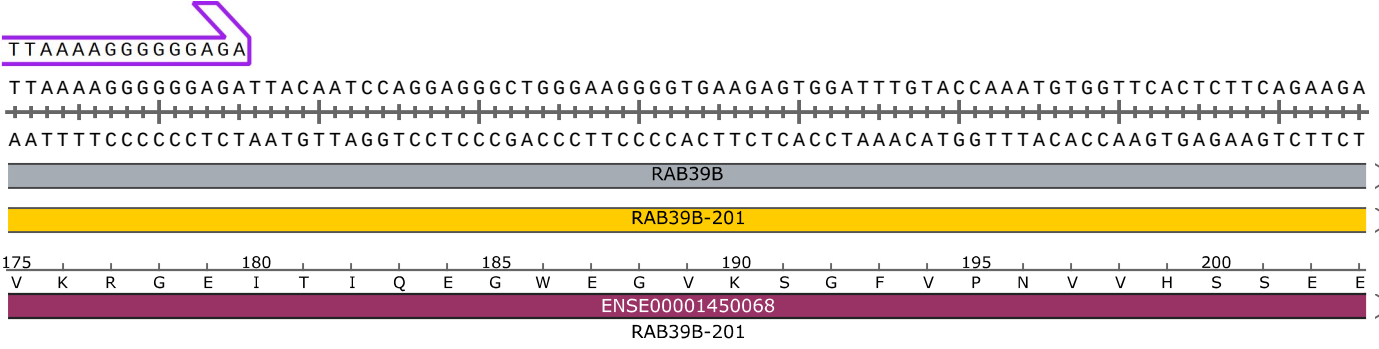 TTAAAAGGGGGGAGA
TTAAAAGGGGGGAGATTACAATCCAGGAGGGCTGGGAAGGGGTGAAGAGTGGATTTGTACCAAATGTGGTTCACTCTTCAGAAGA
AATTTTCCCCCCTCTAATGTTAGGTCCTCCCGACCCTTCCCCACTTCTCACCTAAACATGGTTTACACCAAGTGAGAAGTCTTCT
RAB39B
RAB39B-201
175 180 185 190 195 200
V K R G E I T I Q E G W E G V K S G F V P N V V H S S E E
ENSE00001450068
RAB39B-201